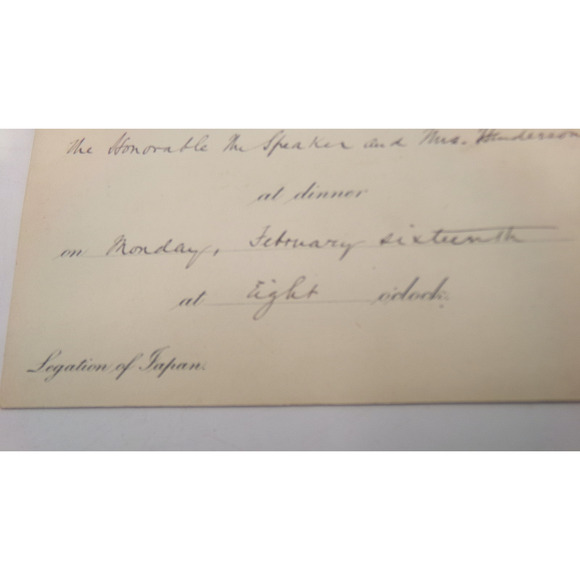 The Honorable The Speaker and Mrs. Henderson
at dinner
on Monday, February sixteenth
at Eight o'clock.
Legation of Japan.